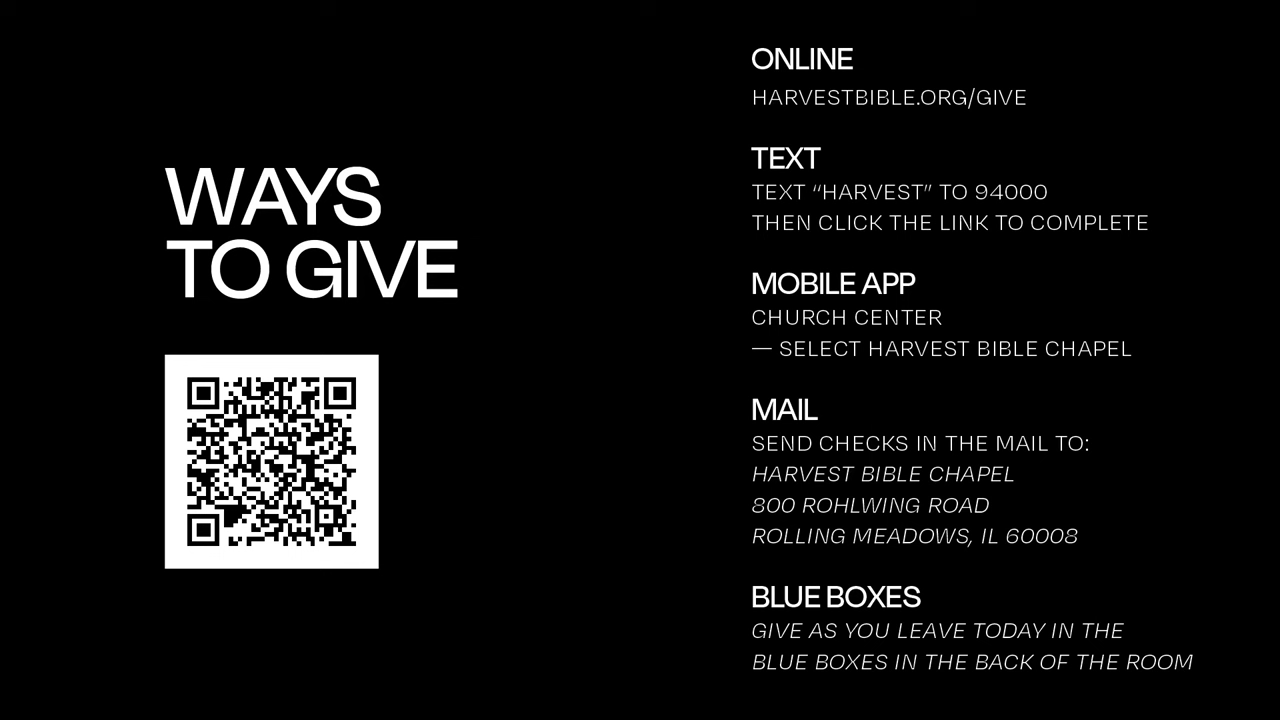 WAYS
TO GIVE
ONLINE
HARVESTBIBLE.ORG/GIVE
TEXT
TEXT “HARVEST” TO 94000
THEN CLICK THE LINK TO COMPLETE
MOBILE APP
CHURCH CENTER
— SELECT HARVEST BIBLE CHAPEL
MAIL
SEND CHECKS IN THE MAIL TO:
HARVEST BIBLE CHAPEL
800 ROHLWING ROAD
ROLLING MEADOWS, IL 60008
BLUE BOXES
GIVE AS YOU LEAVE TODAY IN THE
BLUE BOXES IN THE BACK OF THE ROOM